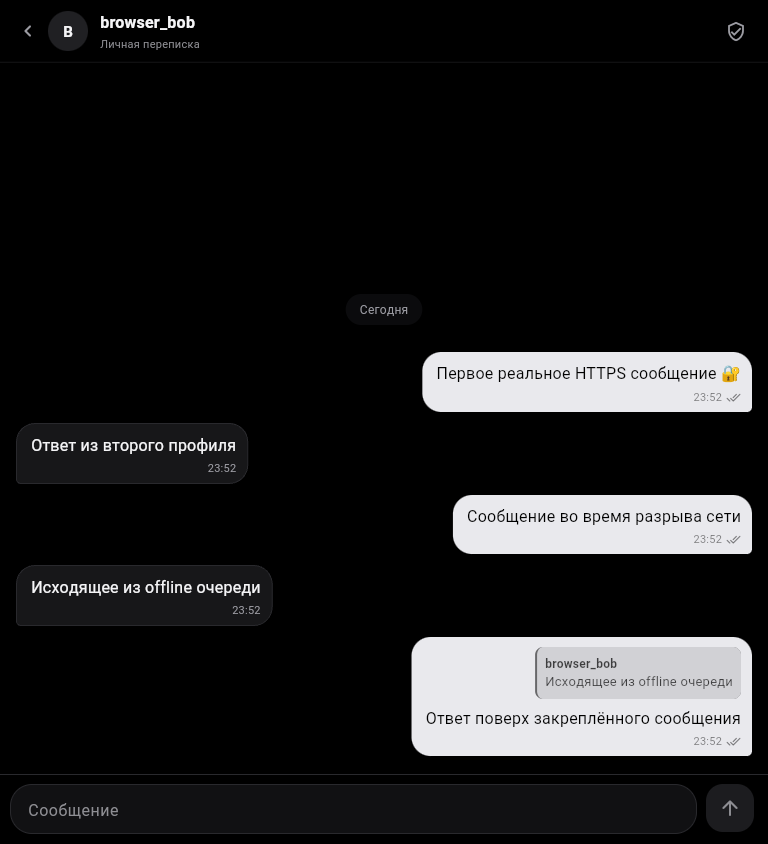 B
browser_bob
Личная переписка
Сегодня
Первое реальное HTTPS сообщение 🔐
23:52
Ответ из второго профиля
23:52
Сообщение во время разрыва сети
23:52
Исходящее из offline очереди
23:52
browser_bob
Исходящее из offline очереди
Ответ поверх закреплённого сообщения
23:52
Сообщение